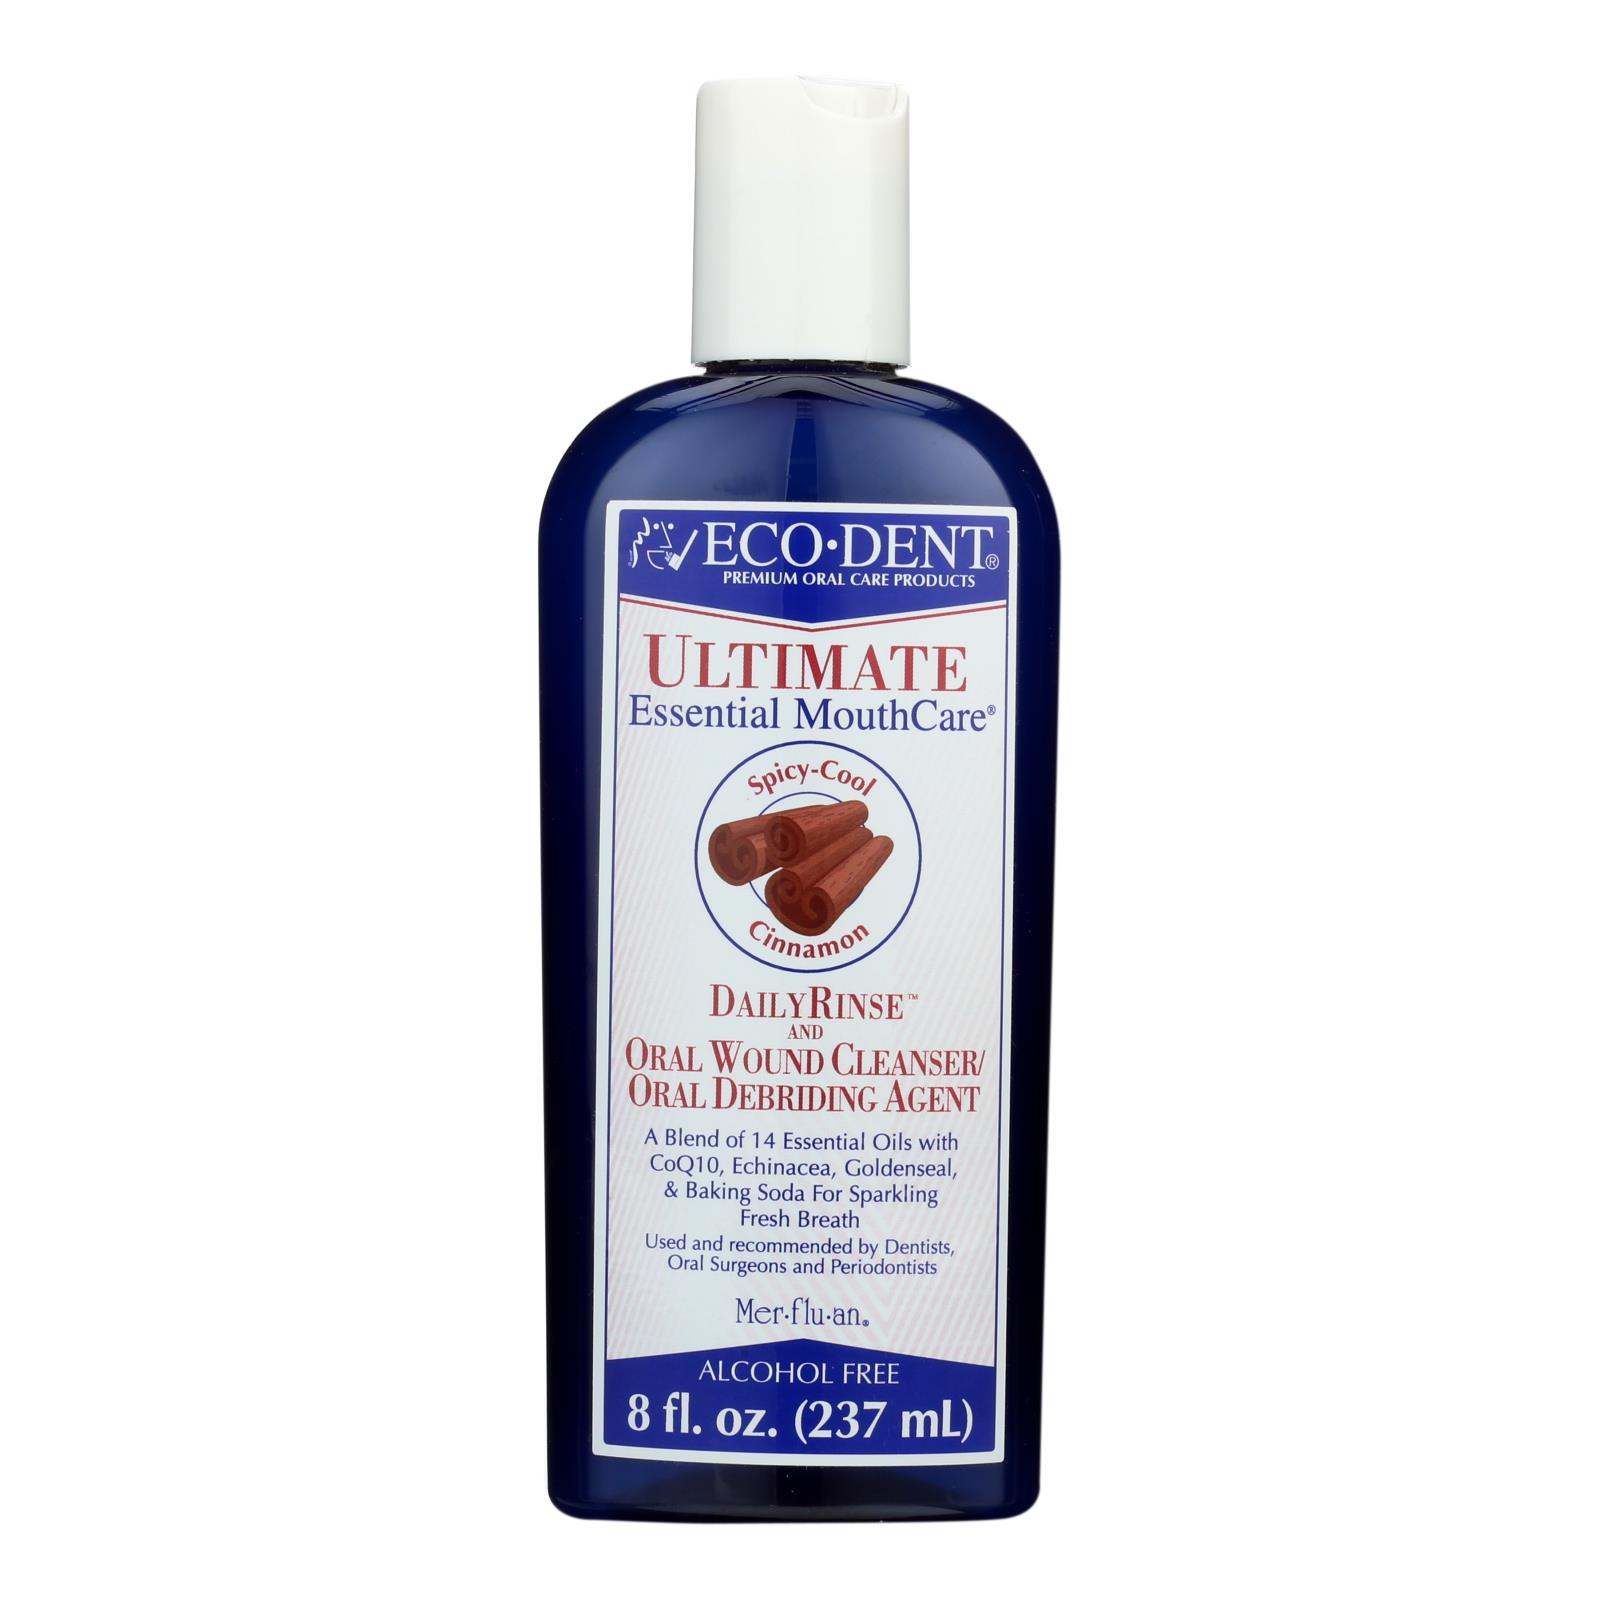 ECO•DENT®
PREMIUM ORAL CARE PRODUCTS
ULTIMATE
Essential MouthCare®
Spicy-Cool
Cinnamon
DAILYRINSE™
AND
ORAL WOUND CLEANSER/
ORAL DEBRIDING AGENT
A Blend of 14 Essential Oils with
CoQ10, Echinacea, Goldenseal,
& Baking Soda For Sparkling
Fresh Breath
Used and recommended by Dentists,
Oral Surgeons and Periodontists
Mer•flu•an®
ALCOHOL FREE
8 fl. oz. (237 mL)